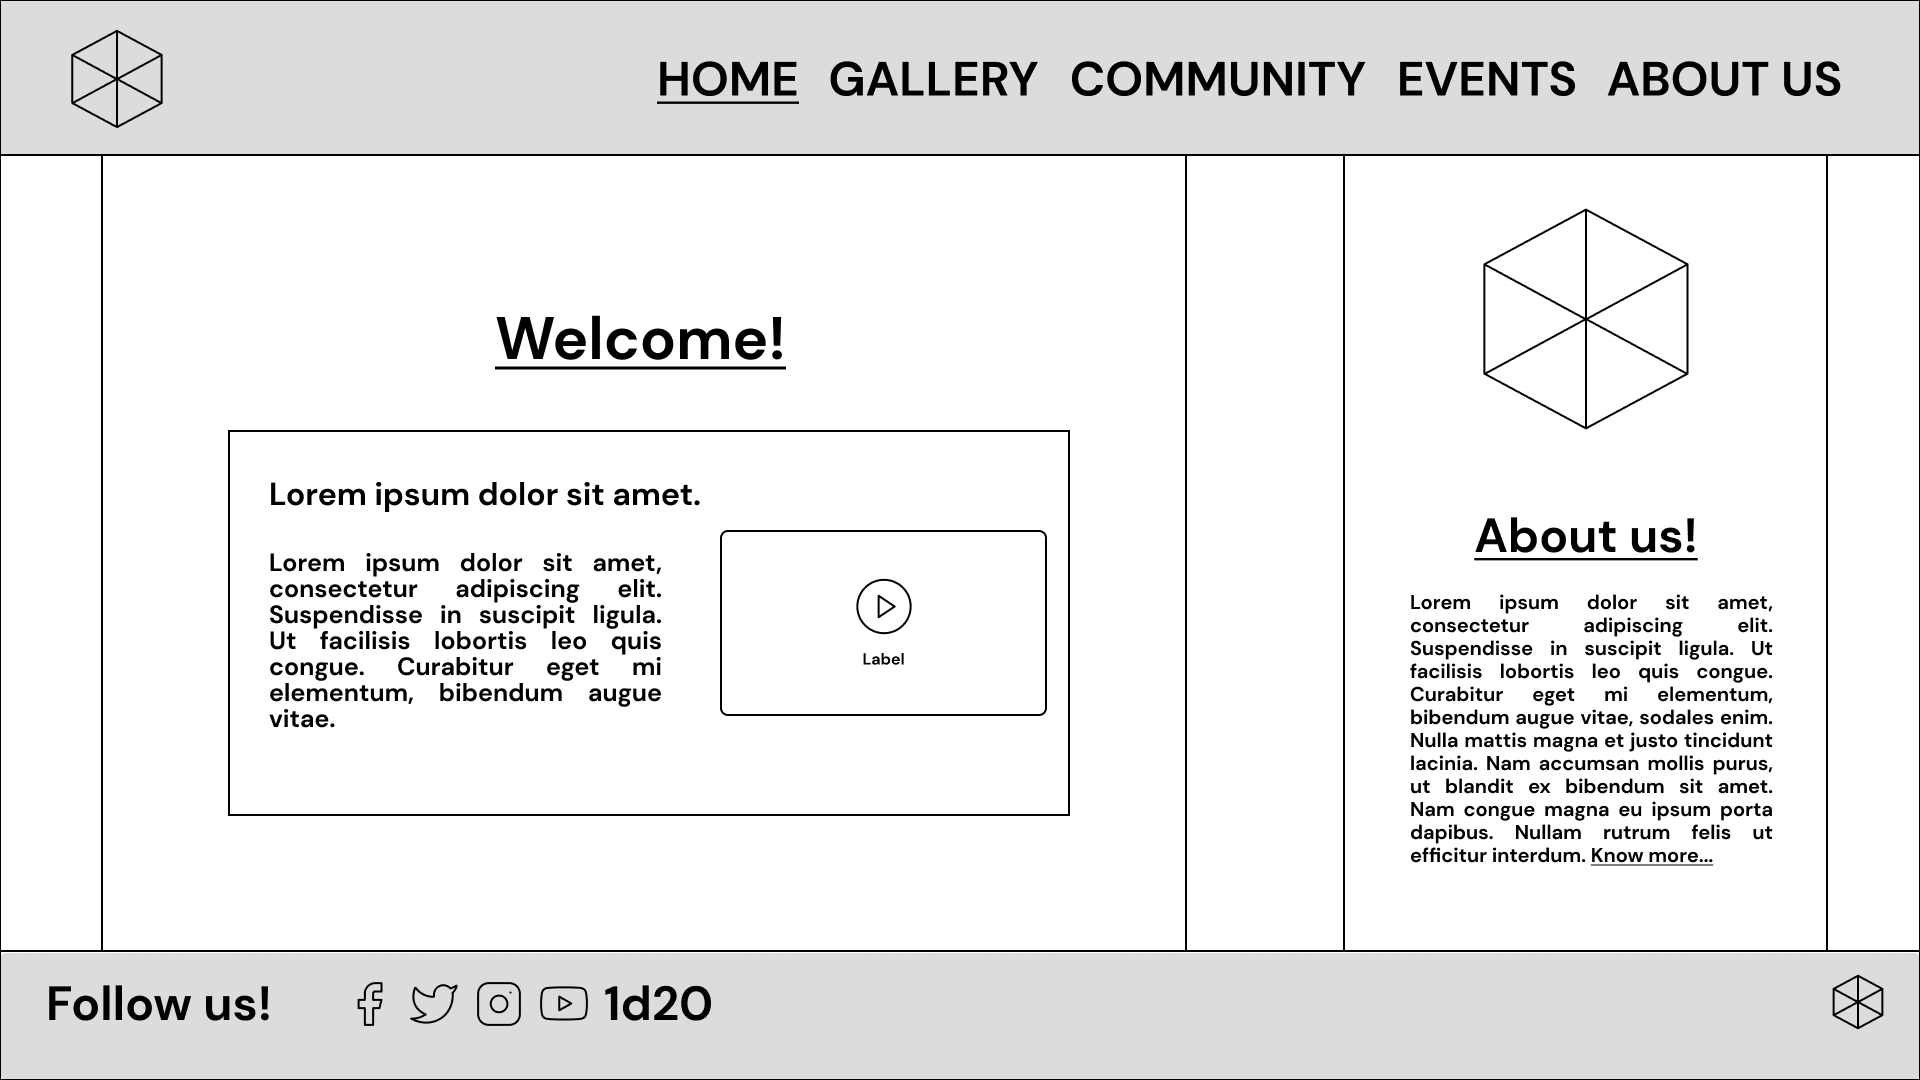 HOME GALLERY COMMUNITY EVENTS ABOUT US
Welcome!
Lorem ipsum dolor sit amet.
Lorem ipsum dolor sit amet,
consectetur adipiscing elit.
Suspendisse in suscipit ligula.
Ut facilisis lobortis leo quis
congue. Curabitur eget mi
elementum, bibendum augue
vitae.
Label
About us!
Lorem ipsum dolor sit amet,
consectetur adipiscing elit.
Suspendisse in suscipit ligula. Ut
facilisis lobortis leo quis congue.
Curabitur eget mi elementum,
bibendum augue vitae, sodales enim.
Nulla mattis magna et justo tincidunt
lacinia. Nam accumsan mollis purus,
ut blandit ex bibendum sit amet.
Nam congue magna eu ipsum porta
dapibus. Nullam rutrum felis ut
efficitur interdum. Know more...
Follow us! 1d20